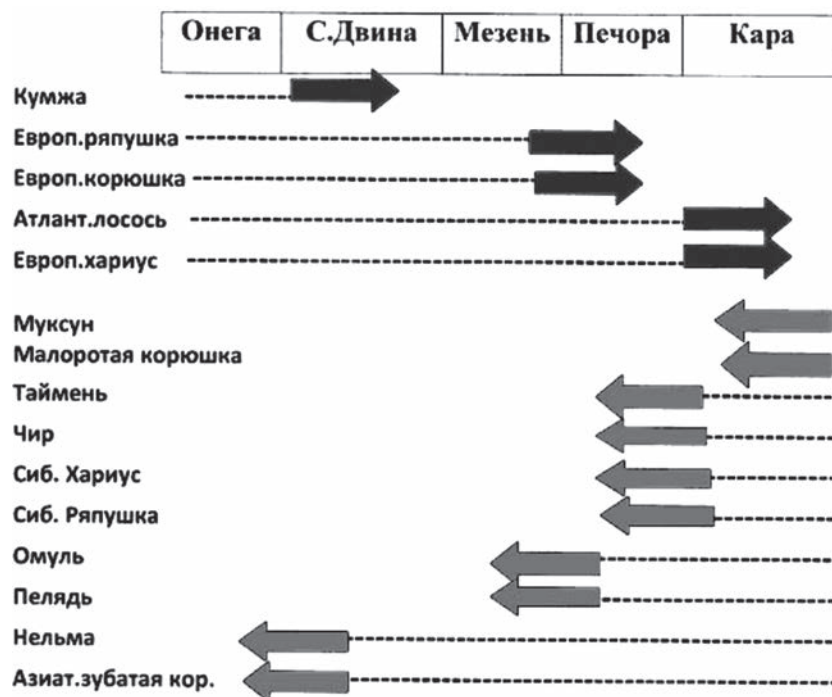 Онега С.Двина Мезень Печора Кара
Кумжа
Европ.ряпушка
Европ.корюшка
Атлант.лосось
Европ.хариус
Муксун
Малоротая корюшка
Таймень
Чир
Сиб. Хариус
Сиб. Ряпушка
Омуль
Пелядь
Нельма
Азиат.зубатая кор.